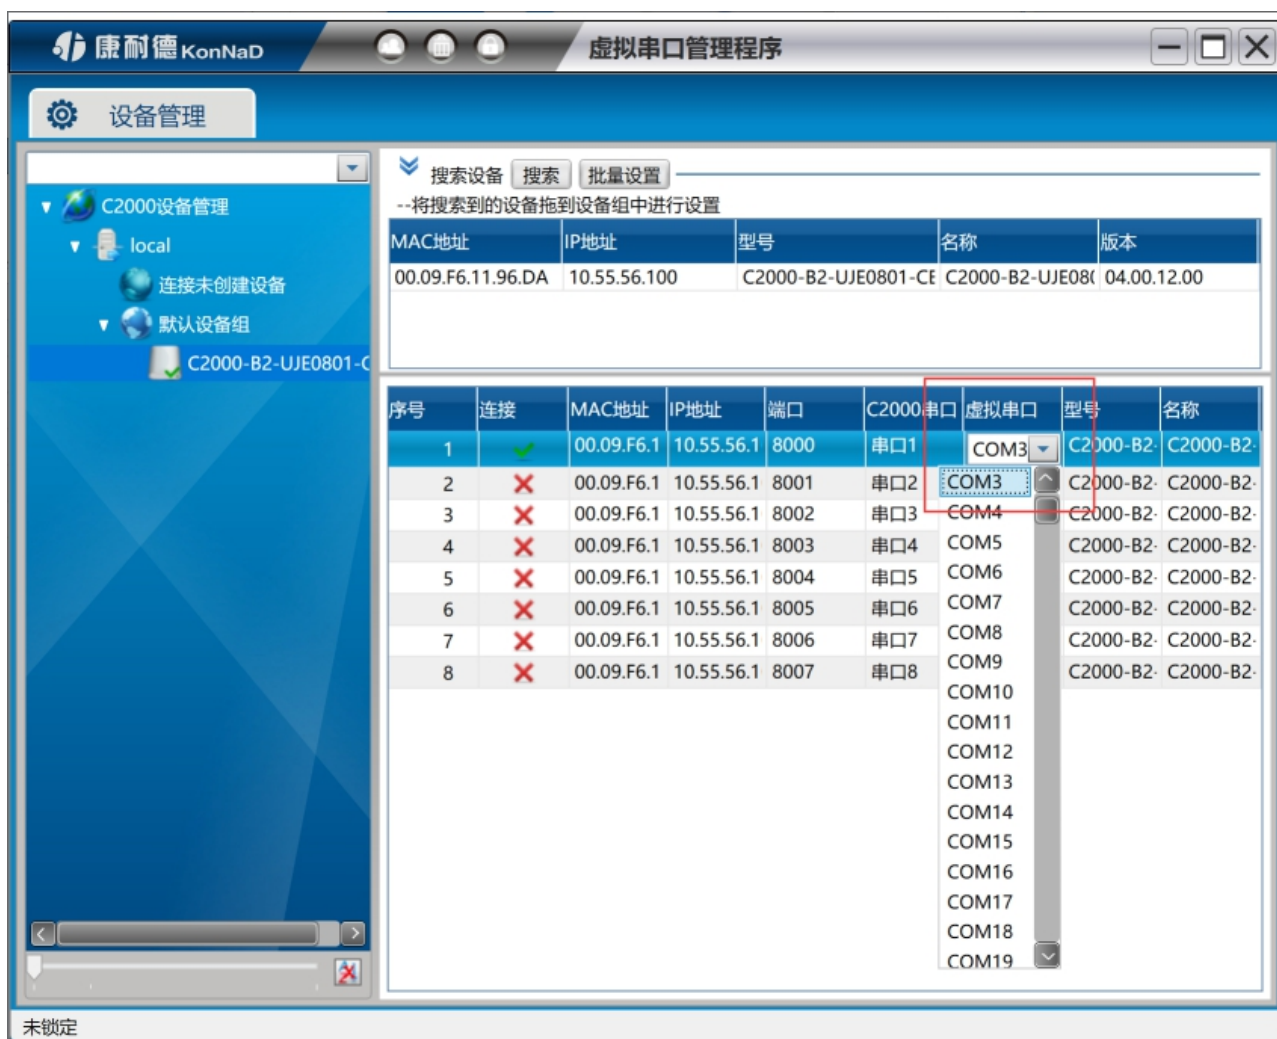 康耐德 KonNaD
虚拟串口管理程序
设备管理
搜索设备 搜索 批量设置
--将搜索到的设备拖到设备组中进行设置
C2000设备管理
local
连接未创建设备
默认设备组
C2000-B2-UJE0801-C
MAC地址 IP地址 型号 名称 版本
00.09.F6.11.96.DA 10.55.56.100 C2000-B2-UJE0801-CE C2000-B2-UJE080 04.00.12.00
序号 连接 MAC地址 IP地址 端口 C2000串口 虚拟串口 型号 名称
1 00.09.F6.1 10.55.56.1 8000 串口1 COM3 C2000-B2- C2000-B2-
2 00.09.F6.1 10.55.56.1 8001 串口2 C2000-B2- C2000-B2-
3 00.09.F6.1 10.55.56.1 8002 串口3 C2000-B2- C2000-B2-
4 00.09.F6.1 10.55.56.1 8003 串口4 C2000-B2- C2000-B2-
5 00.09.F6.1 10.55.56.1 8004 串口5 C2000-B2- C2000-B2-
6 00.09.F6.1 10.55.56.1 8005 串口6 C2000-B2- C2000-B2-
7 00.09.F6.1 10.55.56.1 8006 串口7 C2000-B2- C2000-B2-
8 00.09.F6.1 10.55.56.1 8007 串口8 C2000-B2- C2000-B2-
COM3
COM4
COM5
COM6
COM7
COM8
COM9
COM10
COM11
COM12
COM13
COM14
COM15
COM16
COM17
COM18
COM19
未锁定